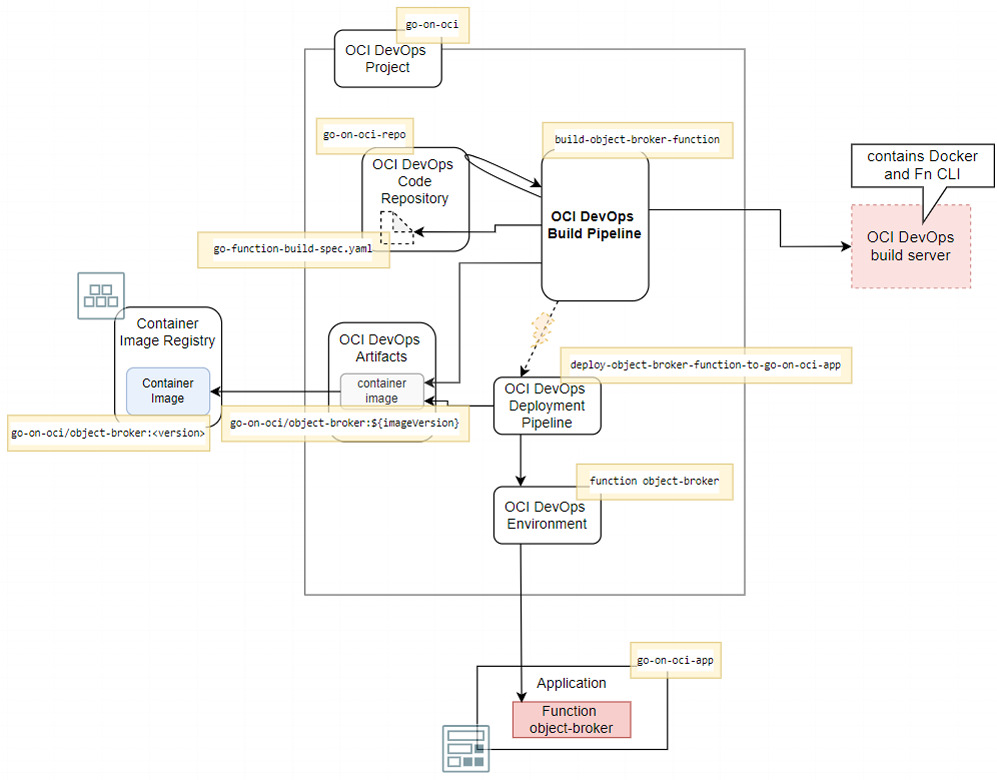 go-on-oci
OCI DevOps
Project
go-on-oci-repo
build-object-broker-function
contains Docker
and Fn CLI
OCI DevOps
Code
Repository
OCI DevOps
Build Pipeline
OCI DevOps
build server
go-function-build-spec.yaml
Container
Image Registry
OCI DevOps
Artifacts
deploy-object-broker-function-to-go-on-oci-app
Container
Image
container
image
OCI DevOps
Deployment
Pipeline
go-on-oci/object-broker:<version>
go-on-oci/object-broker:${imageVersion}
function object-broker
OCI DevOps
Environment
go-on-oci-app
Application
Function
object-broker